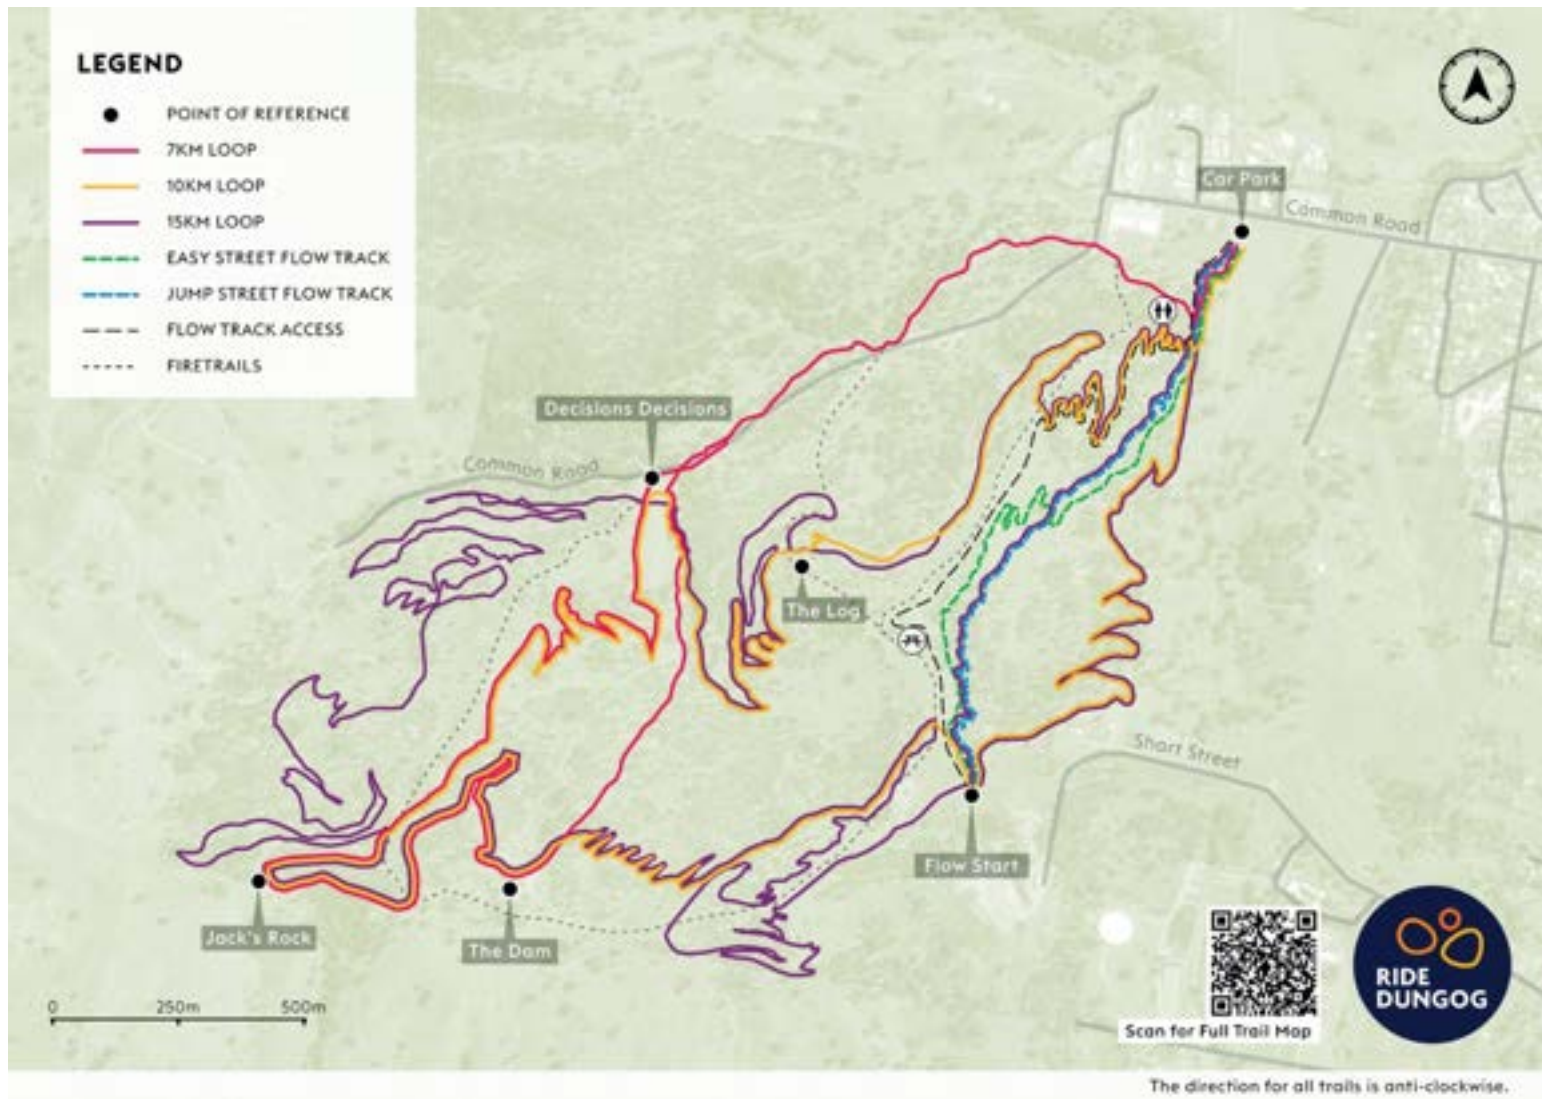 LEGEND
POINT OF REFERENCE
7KM LOOP
10KM LOOP
15KM LOOP
EASY STREET FLOW TRACK
JUMP STREET FLOW TRACK
FLOW TRACK ACCESS
FIRETRAILS
Car Park
Common Road
Decisions Decisions
Common Road
The Log
Short Street
Flow Start
Jack's Rock
The Dam
0 250m 500m
RIDE
DUNGOG
Scan for Full Trail Map
The direction for all trails is anti-clockwise.